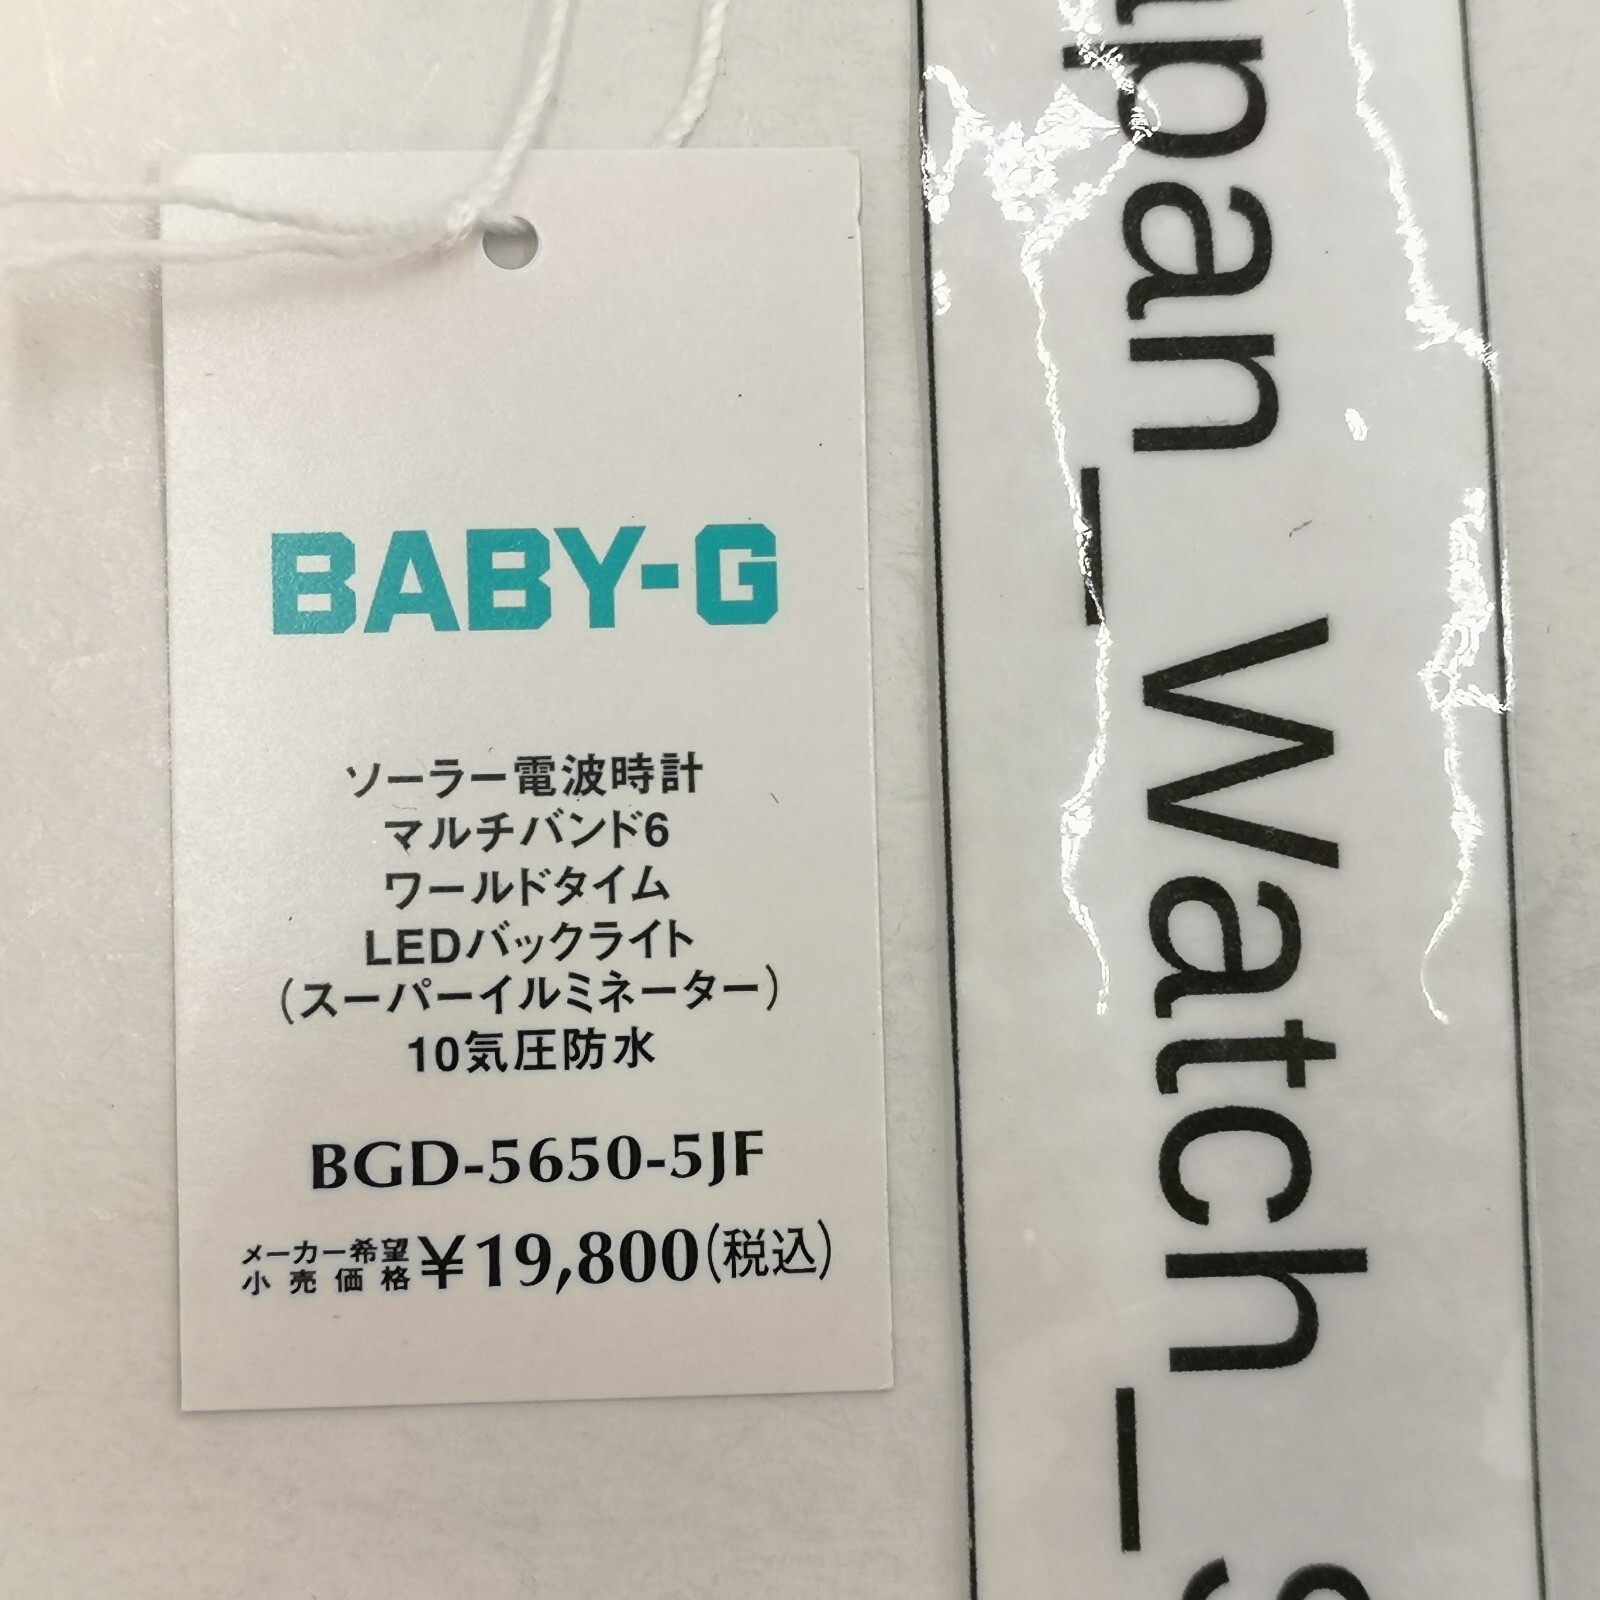 BABY-G
ソーラー電波時計
マルチバンド6
ワールドタイム
LEDバックライト
(スーパーイルミネーター)
10気圧防水
BGD-5650-5JF
メーカー希望
小売価格
¥19,800(税込)
apan_Watch_S